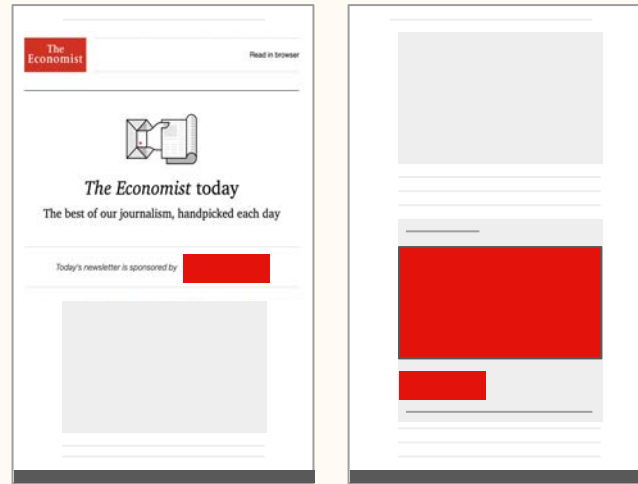 The
Economist
Read in browser
The Economist today
The best of our journalism, handpicked each day
Today's newsletter is sponsored by